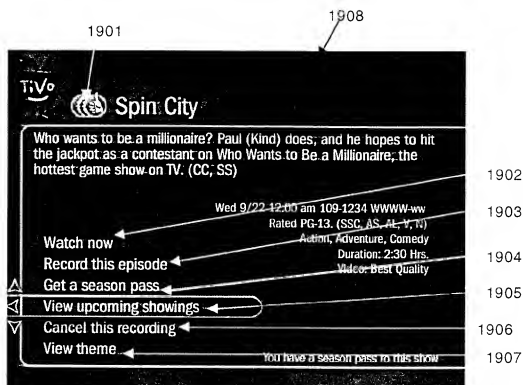 1901
1908
TiVo
Spin City
Who wants to be a millionaire? Paul (Kind) does, and he hopes to hit
the jackpot as a contestant on Who Wants to Be a Millionaire, the
hottest game show on TV. (CC, SS)
1902
Wed 9/22 12:00 am 109-1234 WWWW-ww
1903
Rated PG-13. (SSC, AS, AL, V, N)
Watch now
Action, Adventure, Comedy
Record this episode
Duration: 2:30 Hrs.
1904
Get a season pass
Video: Best Quality
1905
View upcoming showings
Cancel this recording
1906
View theme
You have a season pass to this show
1907